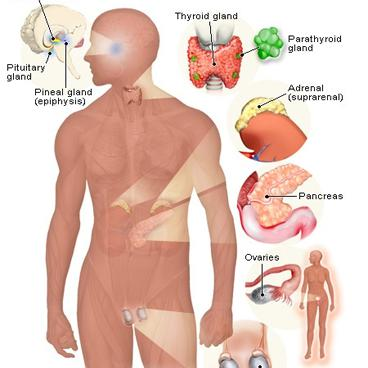 Thyroid gland
Parathyroid
gland
Pituitary
gland
Pineal gland
(epiphysis)
Adrenal
(suprarenal)
Pancreas
Ovaries